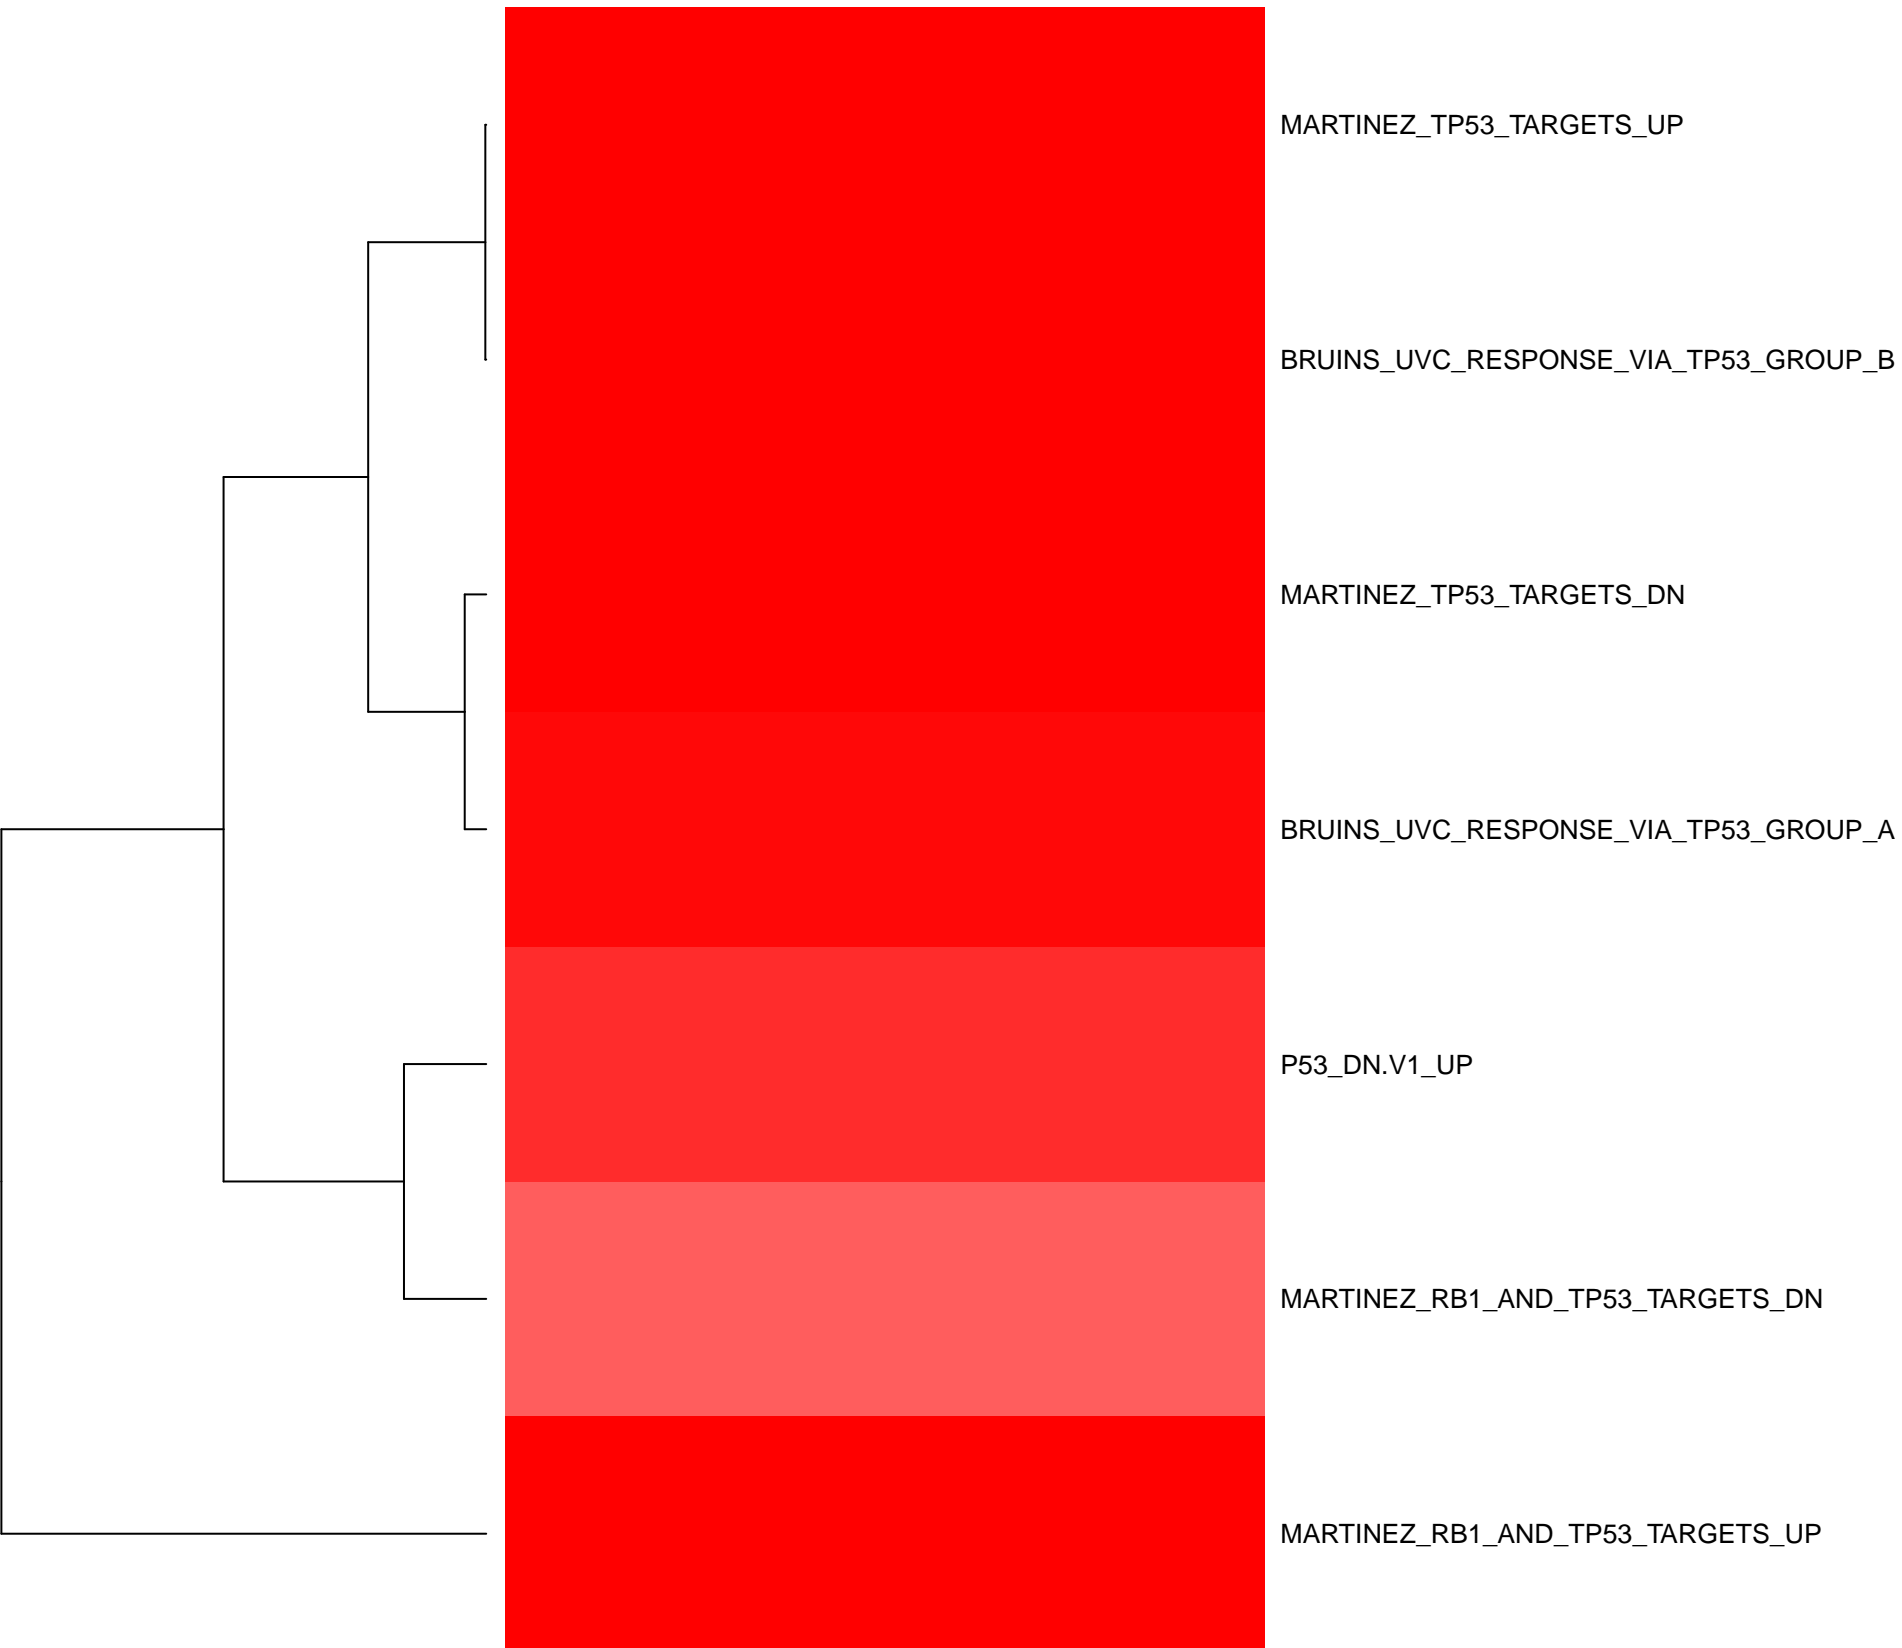 MARTINEZ_TP53_TARGETS_UP
BRUINS_UVC_RESPONSE_VIA_TP53_GROUP_B
MARTINEZ_TP53_TARGETS_DN
BRUINS_UVC_RESPONSE_VIA_TP53_GROUP_A
P53_DN.V1_UP
MARTINEZ_RB1_AND_TP53_TARGETS_DN
MARTINEZ_RB1_AND_TP53_TARGETS_UP